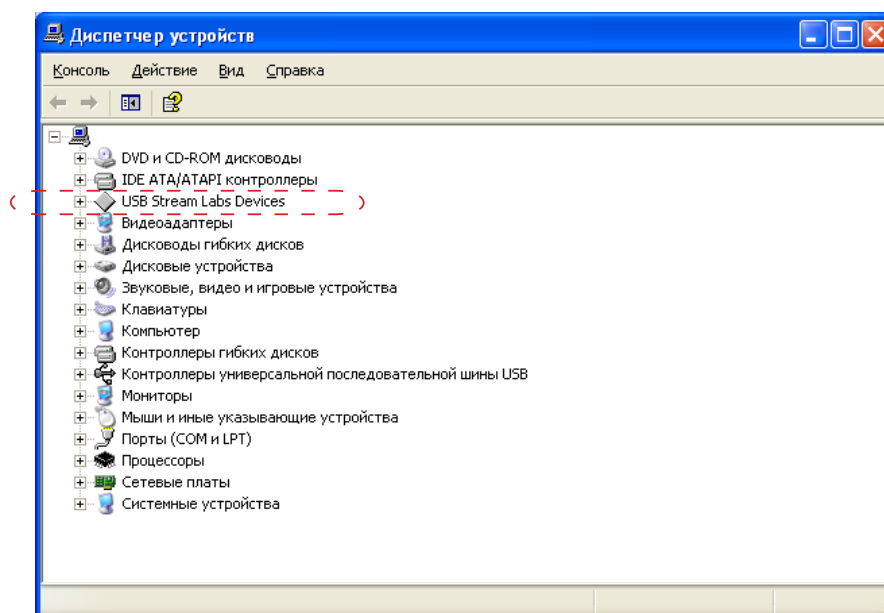 Диспетчер устройств
Консоль Действие Вид Справка
DVD и CD-ROM дисководы
IDE ATA/ATAPI контроллеры
USB Stream Labs Devices
Видеоадаптеры
Дисководы гибких дисков
Дисковые устройства
Звуковые, видео и игровые устройства
Клавиатуры
Компьютер
Контроллеры гибких дисков
Контроллеры универсальной последовательной шины USB
Мониторы
Мыши и иные указывающие устройства
Порты (COM и LPT)
Процессоры
Сетевые платы
Системные устройства